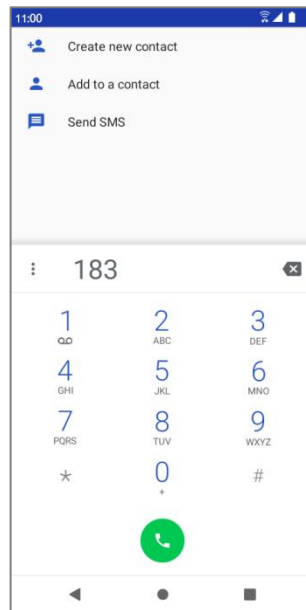 11:00
Create new contact
Add to a contact
Send SMS
183
1 2 3
ABC DEF
4 5 6
GHI JKL MNO
7 8 9
PQRS TUV WXYZ
* 0 #
+